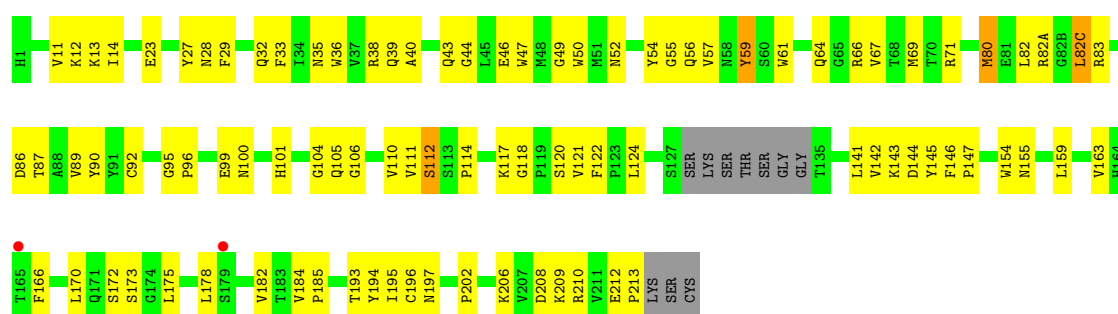 H1 V11 K12 K13 I14 E23 Y27 N28 F29 Q32 F33 I34 N35 W36 V37 R38 Q39 A40 Q43 G44 L45 E46 W47 M48 G49 W50 M51 N52 Y54 G55 Q56 V57 N58 Y59 S60 W61 Q64 G65 R66 V67 T68 M69 T70 R71 M80 E81 L82 R82A G82B L82C R83
D86 T87 A88 V89 Y90 Y91 C92 G95 P96 E99 N100 H101 G104 Q105 G106 V110 V111 S112 S113 P114 K117 G118 P119 S120 V121 F122 P123 L124 S127 SER LYS SER THR SER GLY GLY T135 L141 V142 K143 D144 Y145 F146 P147 W154 N155 L159 V163 H164
T165 F166 L170 Q171 S172 S173 G174 L175 L178 S179 V182 T183 V184 P185 T193 Y194 I195 C196 N197 P202 K206 V207 D208 K209 R210 V211 E212 P213 LYS SER CYS